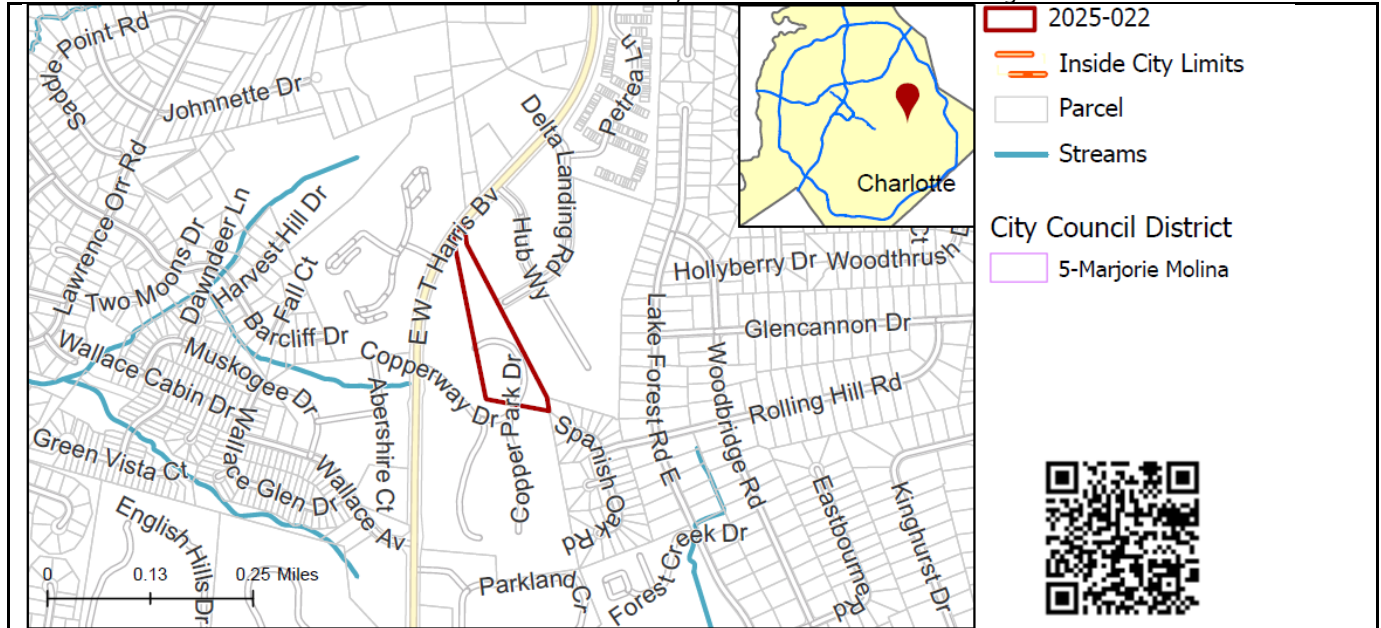 Saddle Point Rd
Johnnette Dr
Lawrence Orr Rd
Two Moons Dr
Dawndeer Ln
Harvest Hill Dr
Fall Ct
Barcliff Dr
Wallace Cabin Dr
Muskogee Dr
Wallace Glen Dr
Green Vista Ct
English Hills Dr
Wallace Av
Abershire Ct
Copperway Dr
E W T Harris Bv
Delta Landing Rd
Petrea Ln
Hub Wy
Copper Park Dr
Spanish Oak Rd
Parkland Cr
Forest Creek Dr
Lake Forest Rd E
Woodbridge Rd
Hollyberry Dr
Woodthrush D
Ct
Glencannon Dr
Rolling Hill Rd
Eastbourne Rd
Kinghurst Dr
0
0.13
0.25 Miles
Charlotte
2025-022
Inside City Limits
Parcel
Streams
City Council District
5-Marjorie Molina